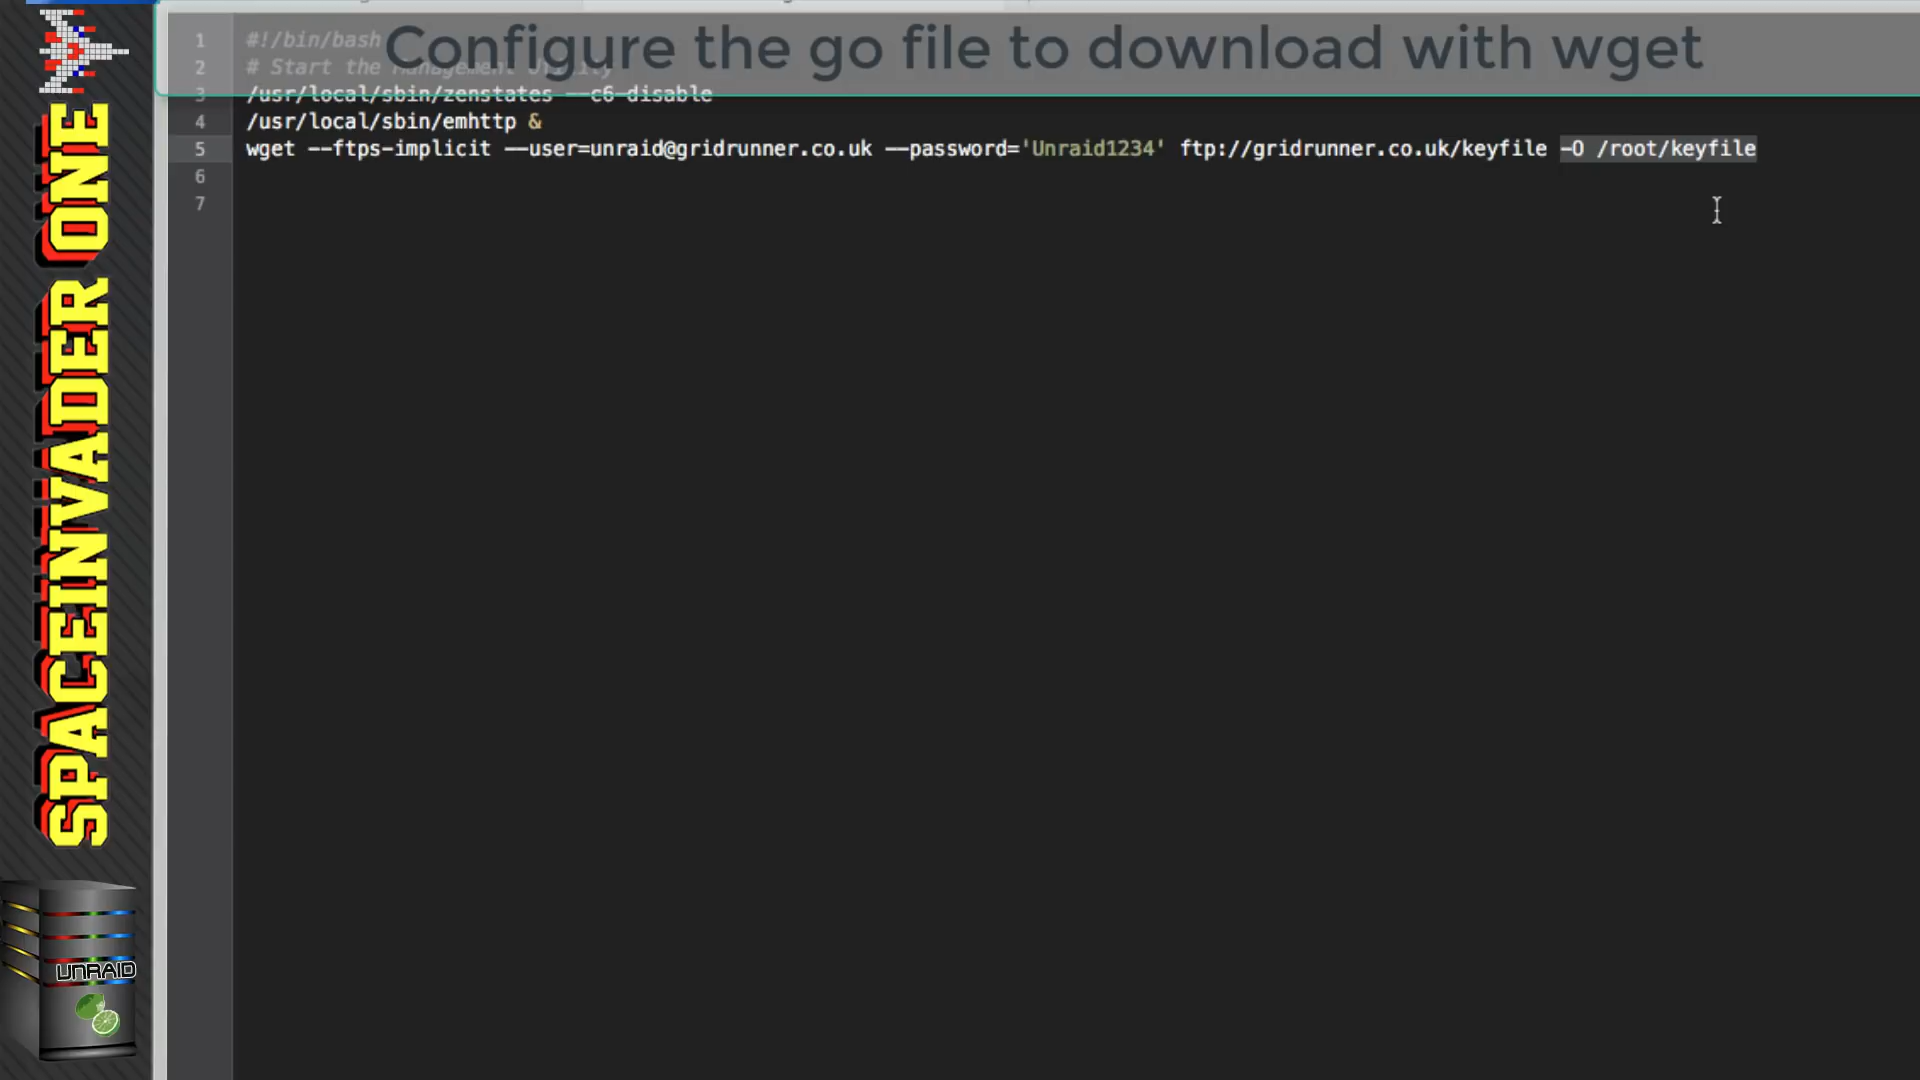 Configure the go file to download with wget
1 #!/bin/bash
2 # Start the Management Utility
3 /usr/local/sbin/zenstates --c6-disable
4 /usr/local/sbin/emhttp &
5 wget --ftps-implicit --user=unraid@gridrunner.co.uk --password='Unraid1234' ftp://gridrunner.co.uk/keyfile -O /root/keyfile
6
7
SPACEINVADER ONE
UNRAID